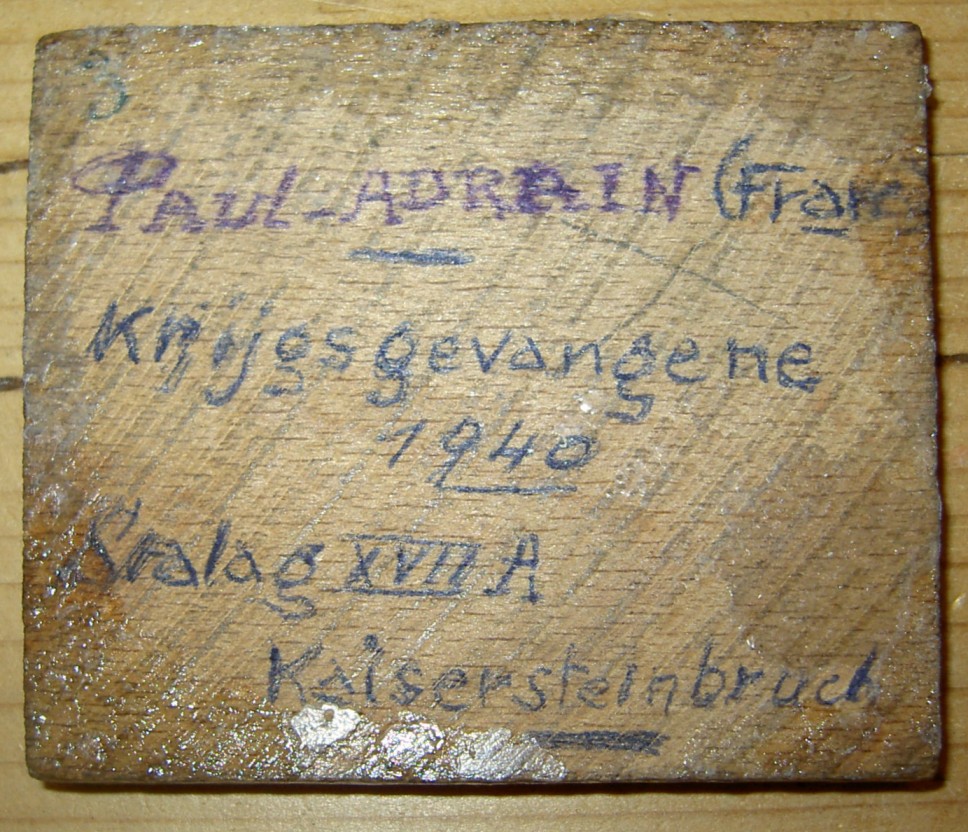 3
PAUL-ADRAIN (Fran
Krijgsgevangene
1940
Stalag XVII A
Kaisersteinbruch